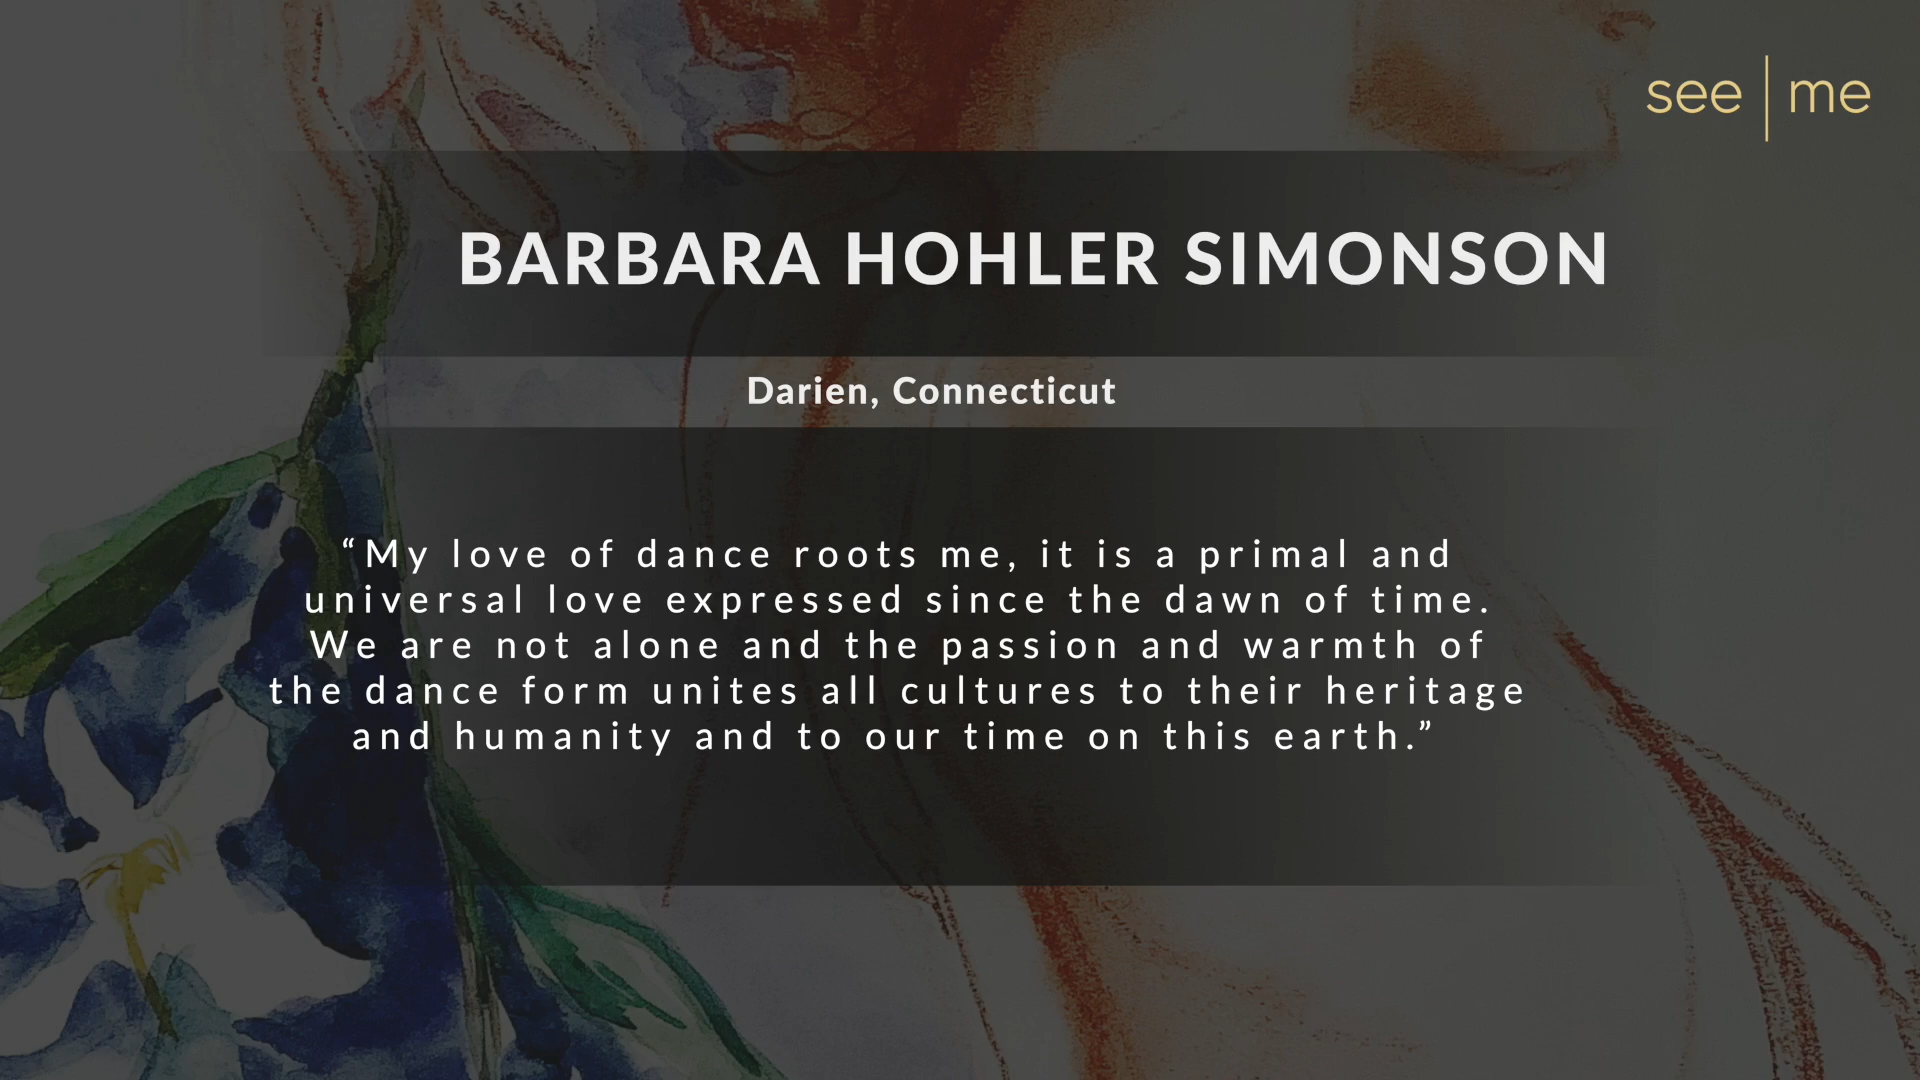 see | me
BARBARA HOHLER SIMONSON
Darien, Connecticut
“My love of dance roots me, it is a primal and
universal love expressed since the dawn of time.
We are not alone and the passion and warmth of
the dance form unites all cultures to their heritage
and humanity and to our time on this earth.”